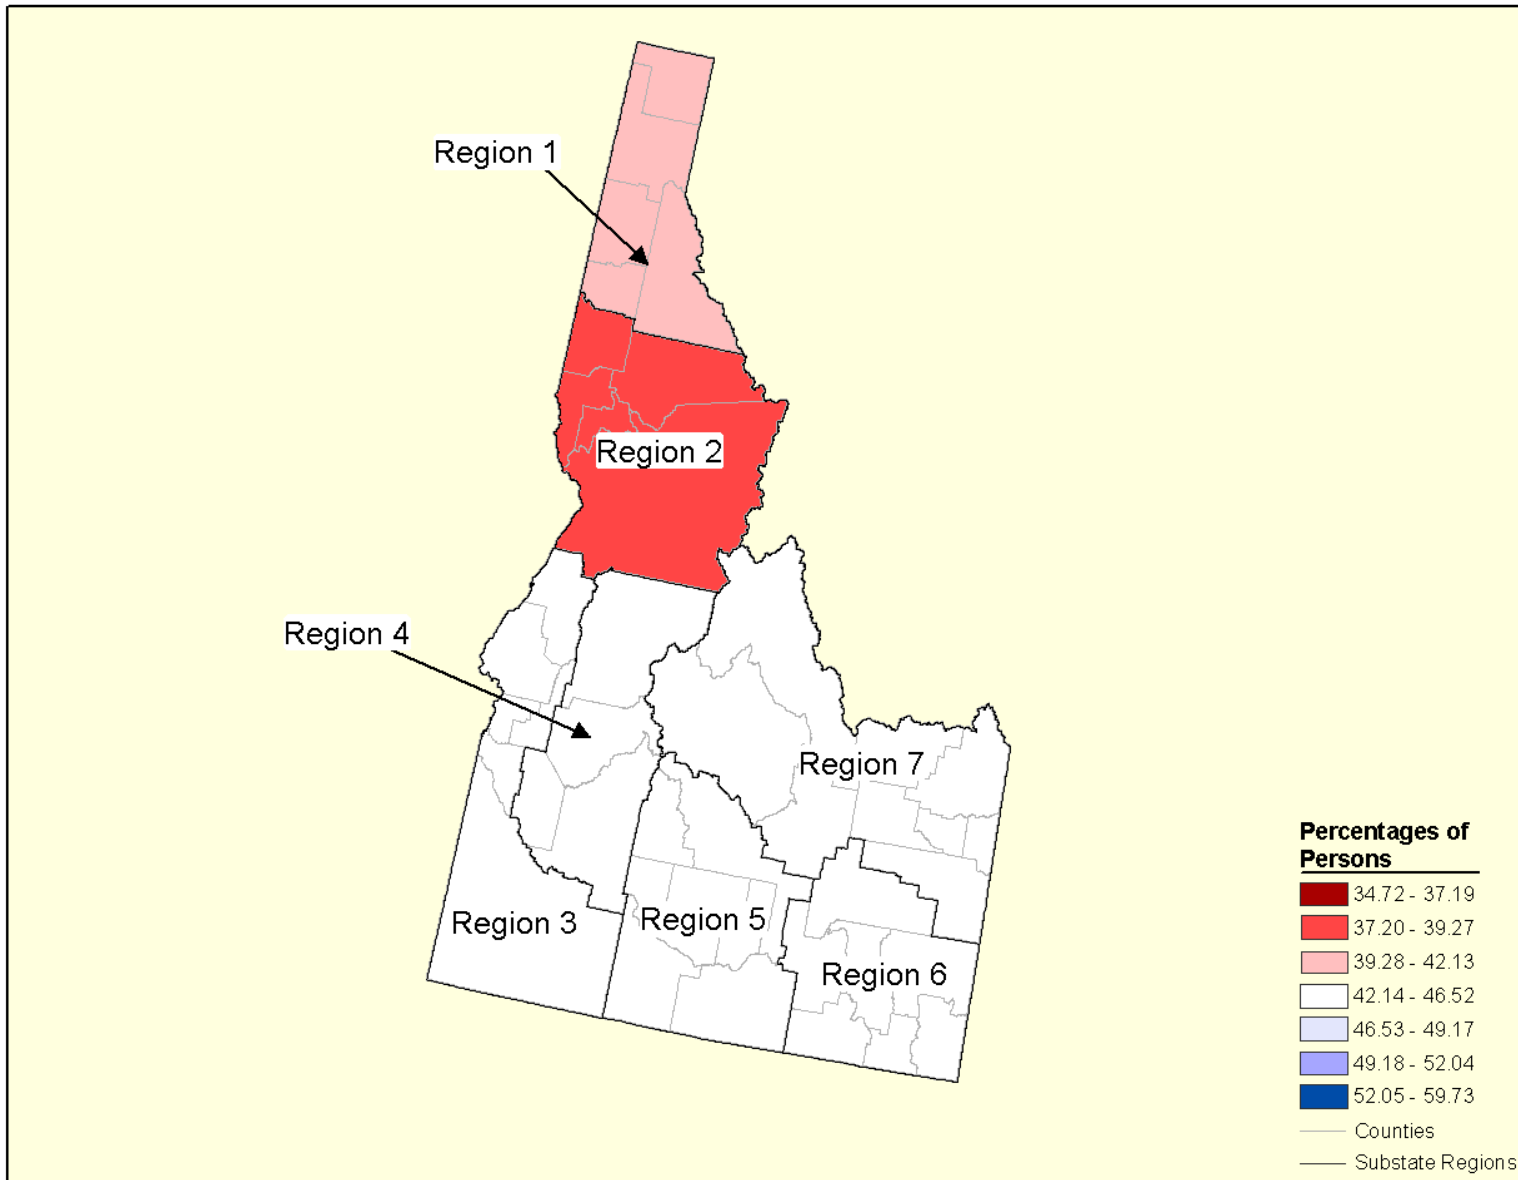 Region 1
Region 2
Region 4
Region 7
Region 3
Region 5
Region 6
Percentages of
Persons
34.72 - 37.19
37.20 - 39.27
39.28 - 42.13
42.14 - 46.52
46.53 - 49.17
49.18 - 52.04
52.05 - 59.73
Counties
Substate Regions